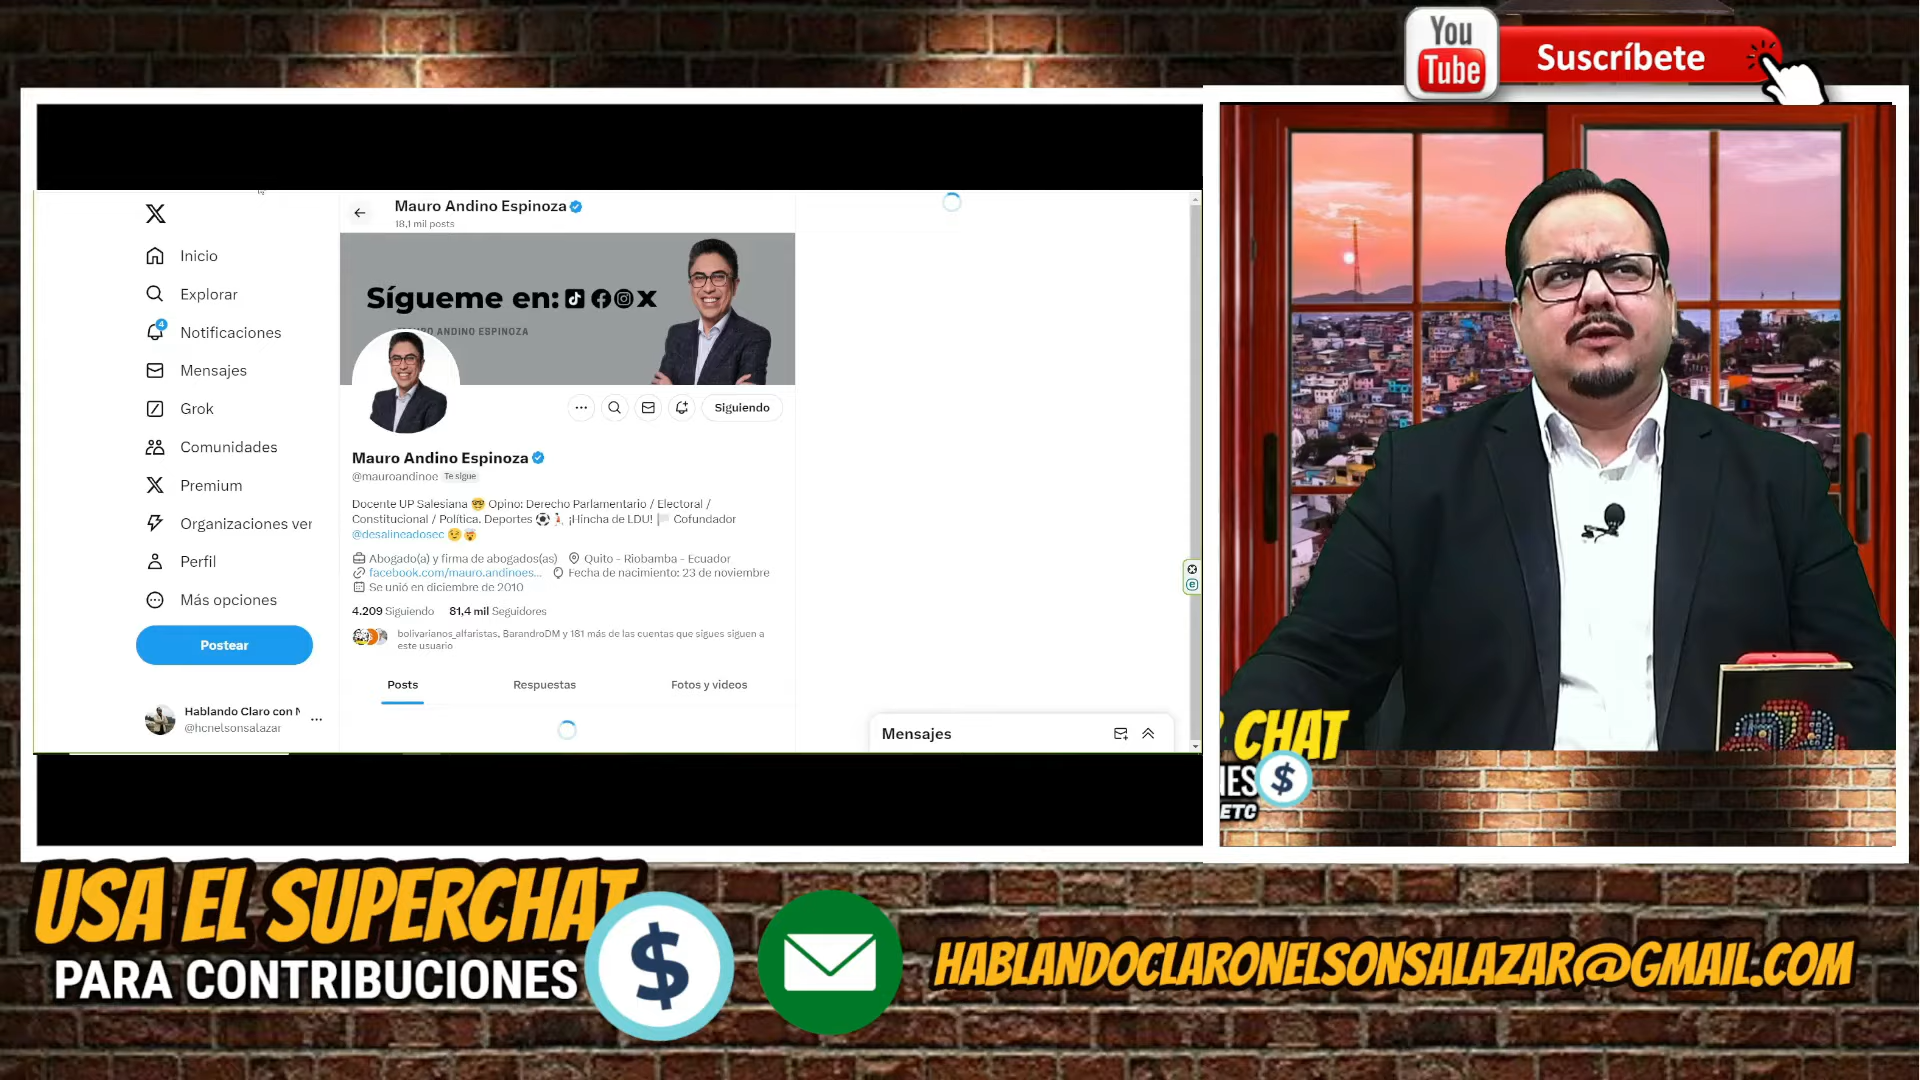 You
Tube
Suscríbete
X
Inicio
Explorar
4
Notificaciones
Mensajes
Grok
Comunidades
Premium
Organizaciones ver
Perfil
Más opciones
Postear
Hablando Claro con N
@hcnelsonsalazar
Mauro Andino Espinoza
18,1 mil posts
Sígueme en:
ANDINO ESPINOZA
Siguiendo
Mauro Andino Espinoza
@mauroandinoe Te sigue
Docente UP Salesiana 🤓 Opino: Derecho Parlamentario / Electoral /
Constitucional / Política. Deportes ⚽ ¡Hincha de LDU! 🏳️ Cofundador
@desalineadosec 😉🤯
Abogado(a) y firma de abogados(as) Quito - Riobamba - Ecuador
facebook.com/mauro.andinoes... Fecha de nacimiento: 23 de noviembre
Se unió en diciembre de 2010
4.209 Siguiendo 81,4 mil Seguidores
bolivarianos_alfaristas, BarandroDM y 181 más de las cuentas que sigues siguen a
este usuario
Posts Respuestas Fotos y videos
Mensajes
CHAT
NES $
ETC
USA EL SUPERCHAT
PARA CONTRIBUCIONES
$
HABLANDOCLARONELSONSALAZAR@GMAIL.COM